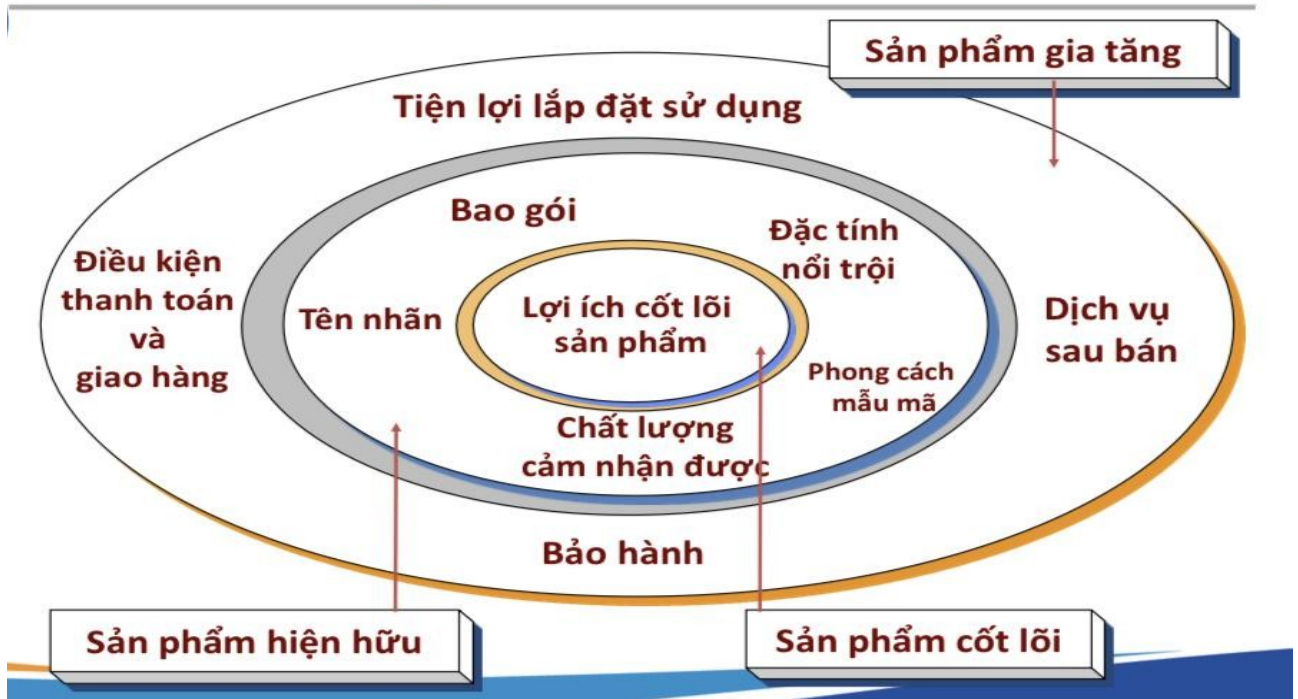 Sản phẩm gia tăng
Tiện lợi lắp đặt sử dụng
Bao gói
Đặc tính
nổi trội
Điều kiện
thanh toán
và
giao hàng
Tên nhãn
Lợi ích cốt lõi
sản phẩm
Dịch vụ
sau bán
Phong cách
mẫu mã
Chất lượng
cảm nhận được
Bảo hành
Sản phẩm hiện hữu
Sản phẩm cốt lõi